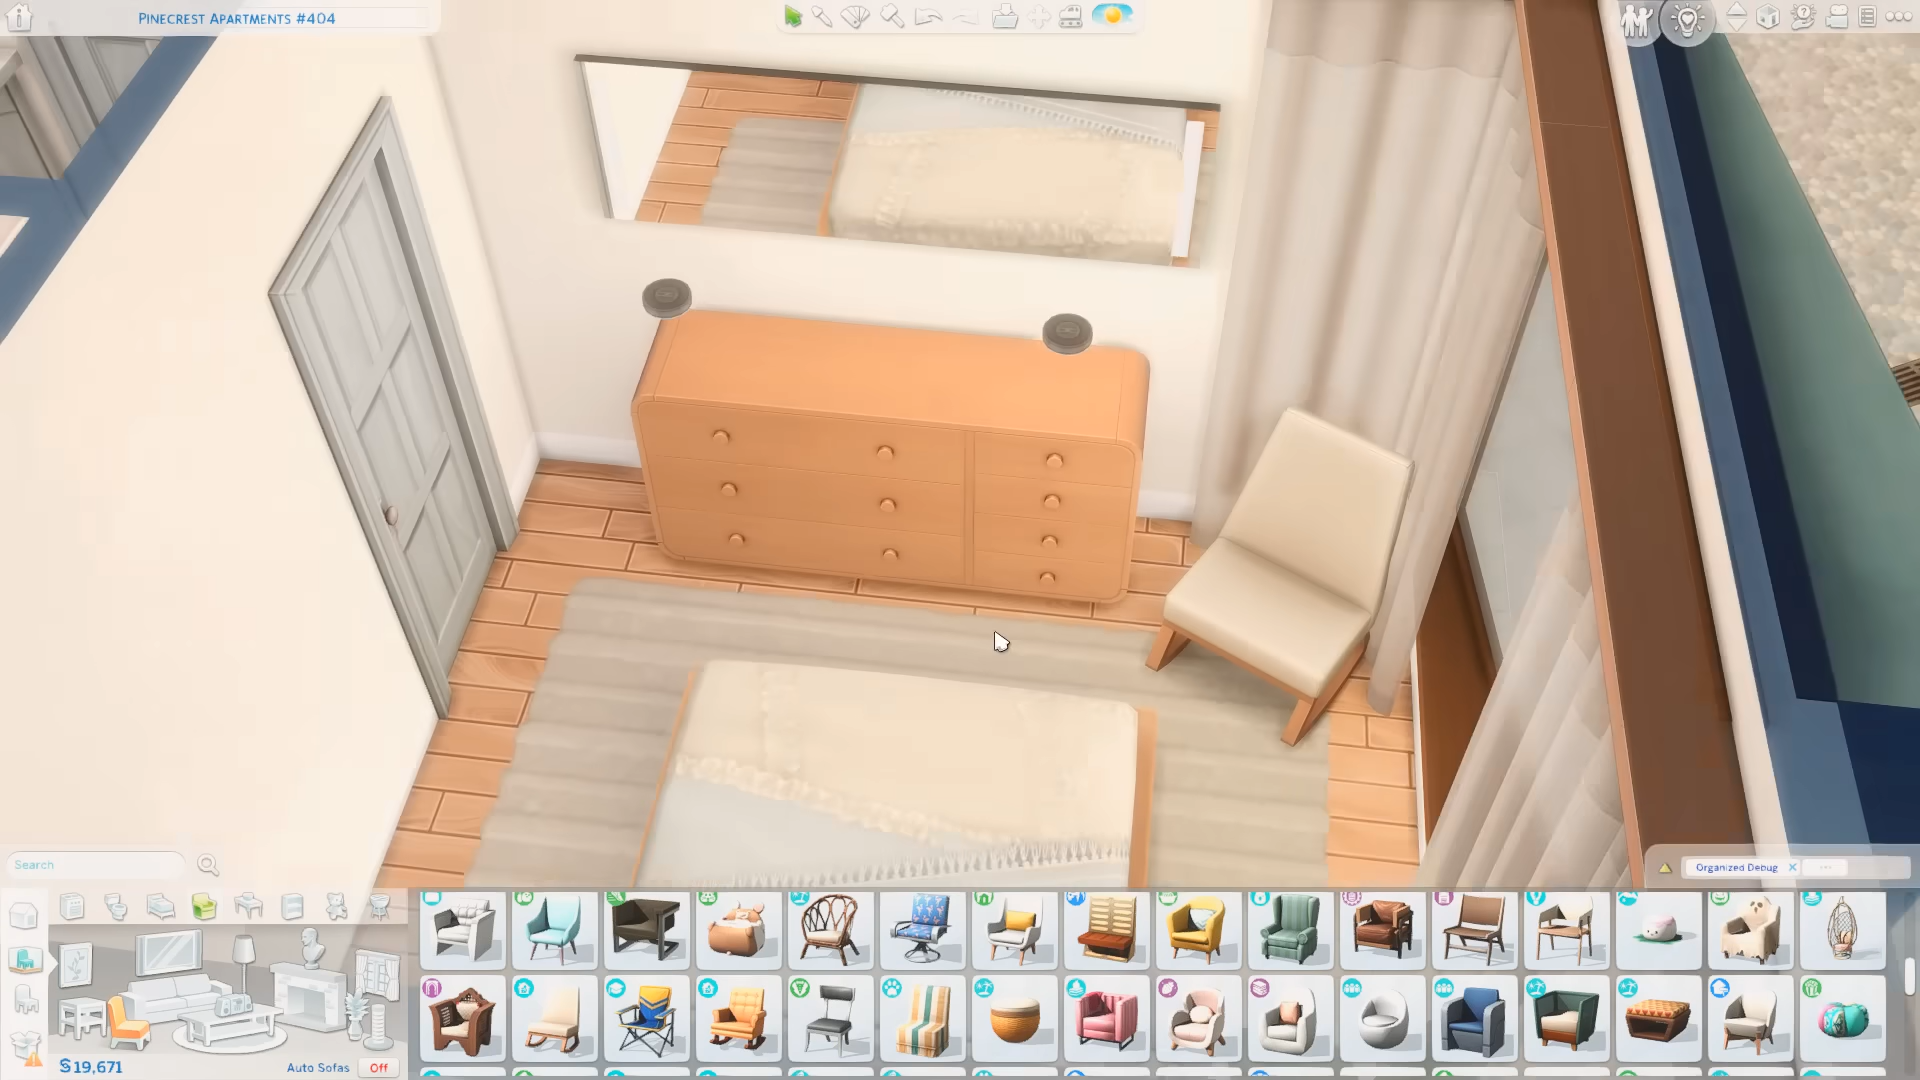 Pinecrest Apartments #404
Search
Organized Debug
§19,671
Auto Sofas
Off